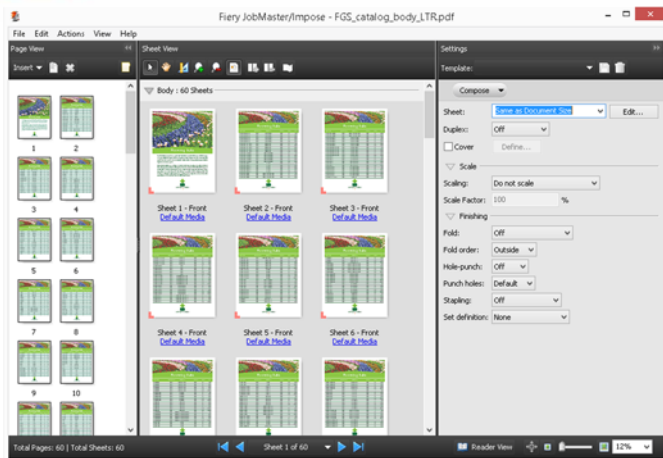 Fiery JobMaster/Impose - FGS_catalog_body_LTR.pdf
File Edit Actions View Help
Page View
Sheet View
Settings
Insert
Template:
Body : 60 Sheets
Compose
Sheet: Same as Document Size Edit...
Duplex: Off
Cover Define...
Scale
Scaling: Do not scale
Scale Factor: 100 %
Finishing
Fold: Off
Fold order: Outside
Hole-punch: Off
Punch holes: Default
Stapling: Off
Set definition: None
1 2
3 4
5 6
7 8
9 10
Sheet 1 - Front Sheet 2 - Front Sheet 3 - Front
Default Media Default Media Default Media
Sheet 4 - Front Sheet 5 - Front Sheet 6 - Front
Default Media Default Media Default Media
Total Pages: 60 | Total Sheets: 60
Sheet 1 of 60
Reader View
12%